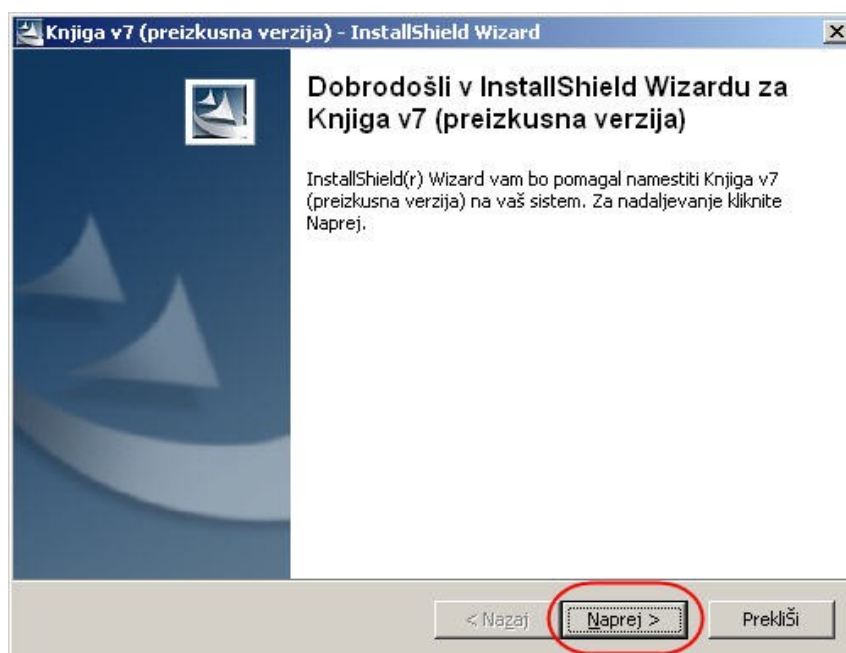 Knjiga v7 (preizkusna verzija) - InstallShield Wizard
Dobrodošli v InstallShield Wizardu za
Knjiga v7 (preizkusna verzija)
InstallShield(r) Wizard vam bo pomagal namestiti Knjiga v7
(preizkusna verzija) na vaš sistem. Za nadaljevanje kliknite
Naprej.
< Nazaj
Naprej >
PrekliŠi